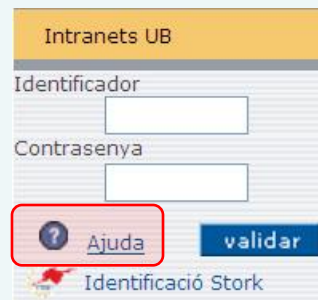 Intranets UB
Identificador
Contrasenya
Ajuda validar
Identificació Stork